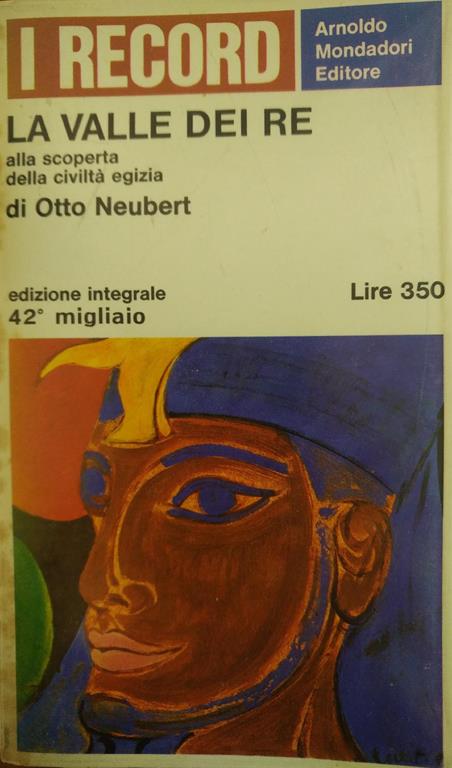 I RECORD
Arnoldo
Mondadori
Editore
LA VALLE DEI RE
alla scoperta
della civiltà egizia
di Otto Neubert
edizione integrale
Lire 350
42° migliaio